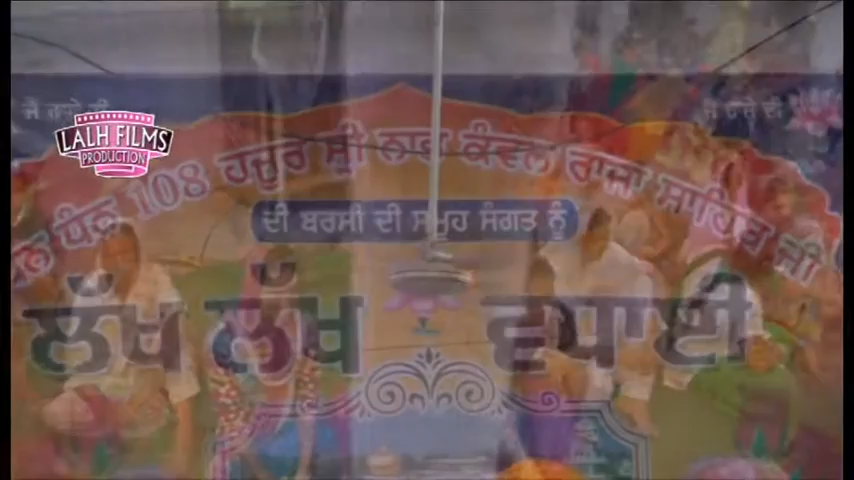 LALH FILMS
PRODUCTION
ਧੰਨ ਧੰਨ 108 ਹਜ਼ੂਰ ਸ਼੍ਰੀ ਨਾਭ ਕੰਵਲ ਰਾਜਾ ਸਾਹਿਬ ਜੀ
ਦੀ ਬਰਸੀ ਦੀ ਸਮੂਹ ਸੰਗਤ ਨੂੰ
ਲੱਖ ਲੱਖ ਵਧਾਈ